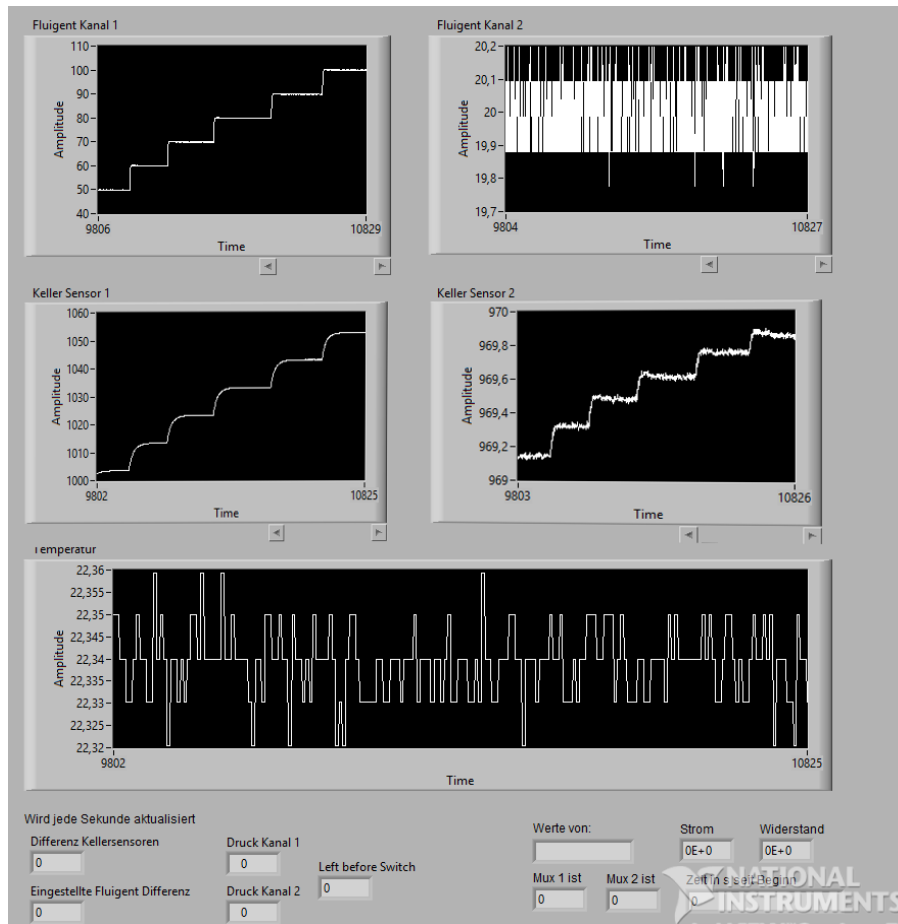 Fluigent Kanal 1
110
100
90
80
70
60
50
40
Amplitude
9806
10829
Time
Fluigent Kanal 2
20,2
20,1
20
19,9
19,8
19,7
Amplitude
9804
10827
Time
Keller Sensor 1
1060
1050
1040
1030
1020
1010
1000
Amplitude
9802
10825
Time
Keller Sensor 2
970
969,8
969,6
969,4
969,2
969
Amplitude
9803
10826
Time
Temperatur
22,36
22,35
22,345
22,34
22,335
22,33
22,325
22,32
Amplitude
9802
10825
Time
Wird jede Sekunde aktualisiert
Differenz Kellersensoren
0
Eingestellte Fluigent Differenz
0
Druck Kanal 1
0
Druck Kanal 2
0
Left before Switch
0
Werte von:
Strom
0E+0
Widerstand
0E+0
Mux 1 ist
0
Mux 2 ist
0
Zeit in s seit Beginn
0
NATIONAL
INSTRUMENTS